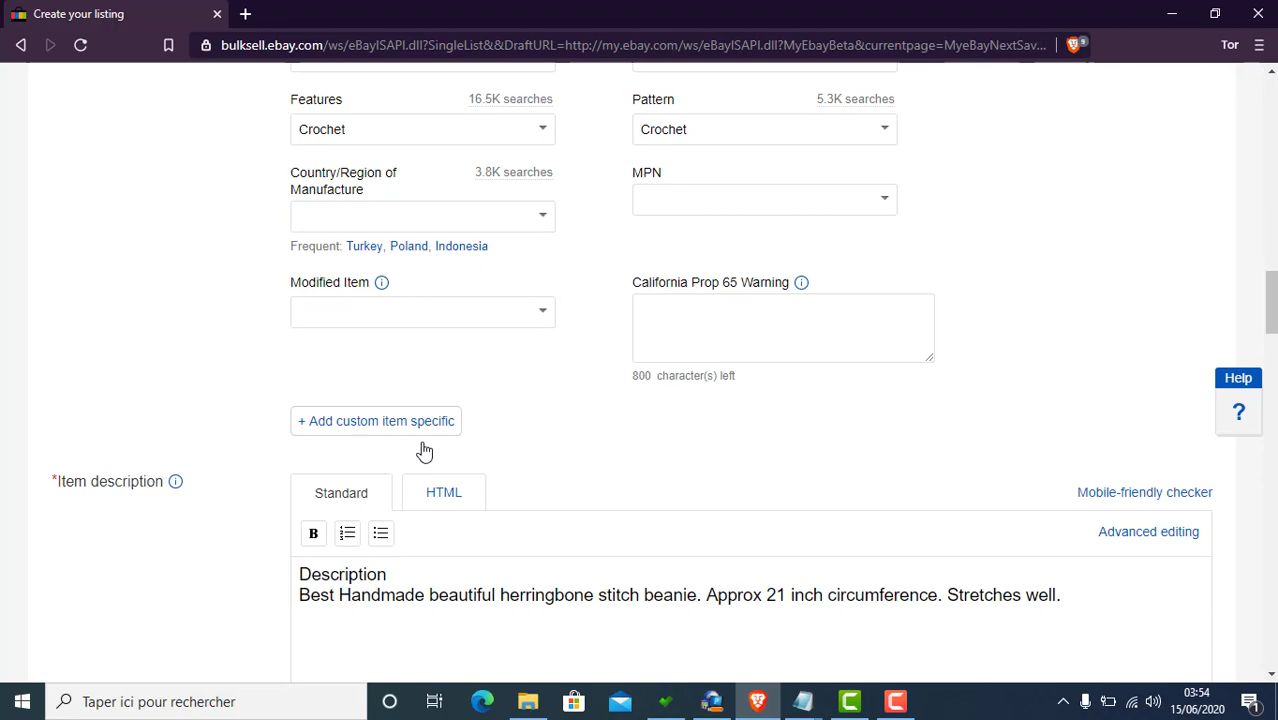 Create your listing
bulksell.ebay.com/ws/eBayISAPI.dll?SingleList&&DraftURL=http://my.ebay.com/ws/eBayISAPI.dll?MyEbayBeta&currentpage=MyeBayNextSav...
9
Tor
Features
16.5K searches
Pattern
5.3K searches
Crochet
Crochet
Country/Region of
Manufacture
3.8K searches
MPN
Frequent: Turkey, Poland, Indonesia
Modified Item
California Prop 65 Warning
800 character(s) left
Help
?
+ Add custom item specific
*Item description
Standard
HTML
Mobile-friendly checker
B
Advanced editing
Description
Best Handmade beautiful herringbone stitch beanie. Approx 21 inch circumference. Stretches well.
Taper ici pour rechercher
03:54
15/06/2020
1